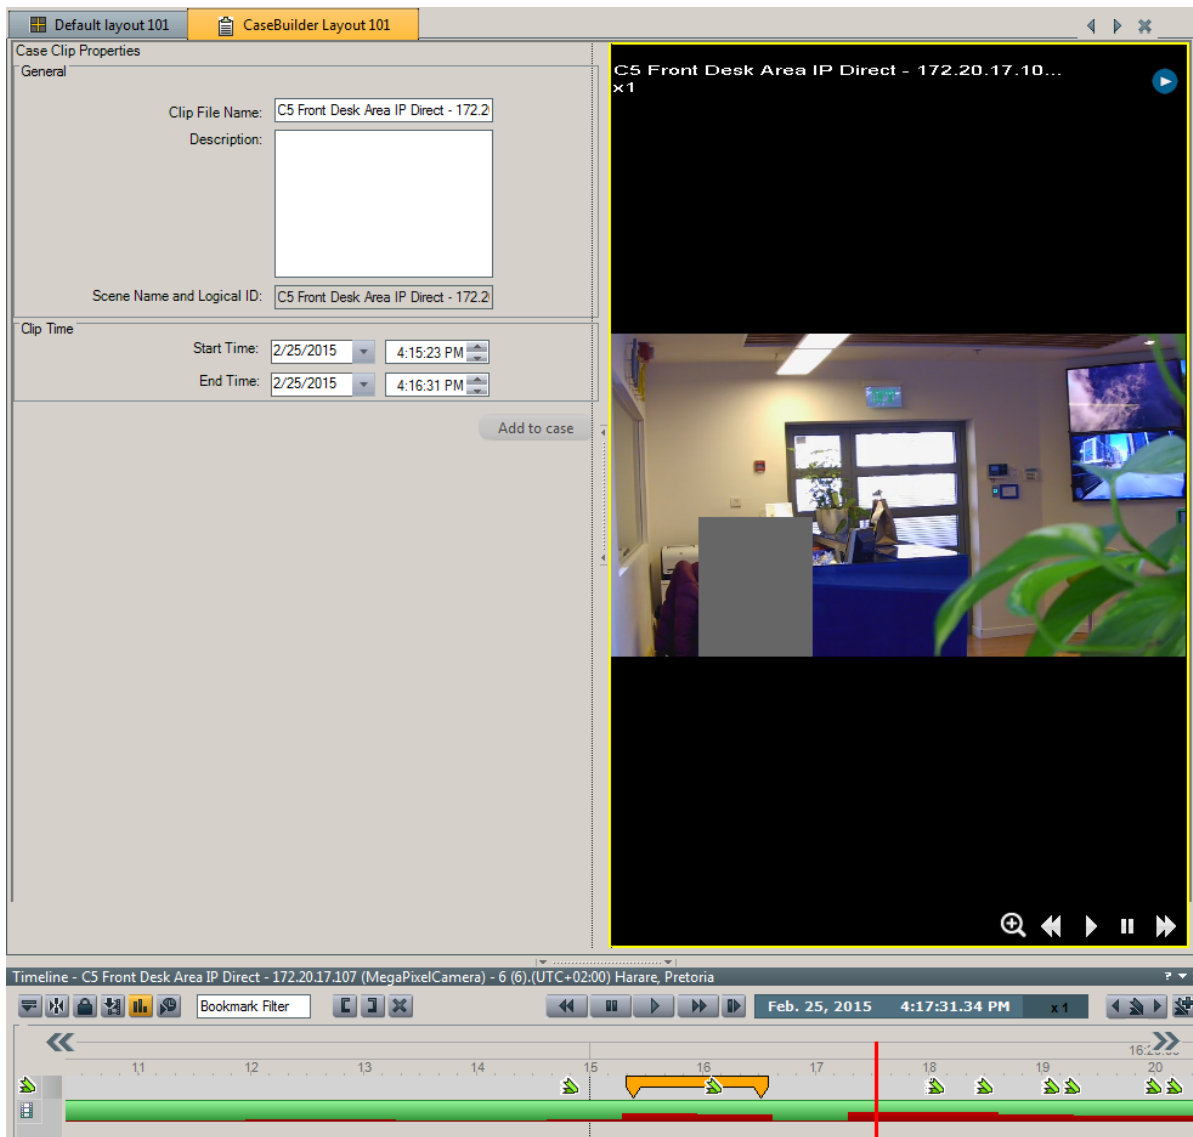 Default layout 101
CaseBuilder Layout 101
Case Clip Properties
General
Clip File Name: C5 Front Desk Area IP Direct - 172.2
Description:
Scene Name and Logical ID: C5 Front Desk Area IP Direct - 172.2
Clip Time
Start Time: 2/25/2015 4:15:23 PM
End Time: 2/25/2015 4:16:31 PM
Add to case
C5 Front Desk Area IP Direct - 172.20.17.10...
x1
Timeline - C5 Front Desk Area IP Direct - 172.20.17.107 (MegaPixelCamera) - 6 (6).(UTC+02:00) Harare, Pretoria ?
Bookmark Filter Feb. 25, 2015 4:17:31.34 PM x 1
11 12 13 14 15 16 17 18 19 20